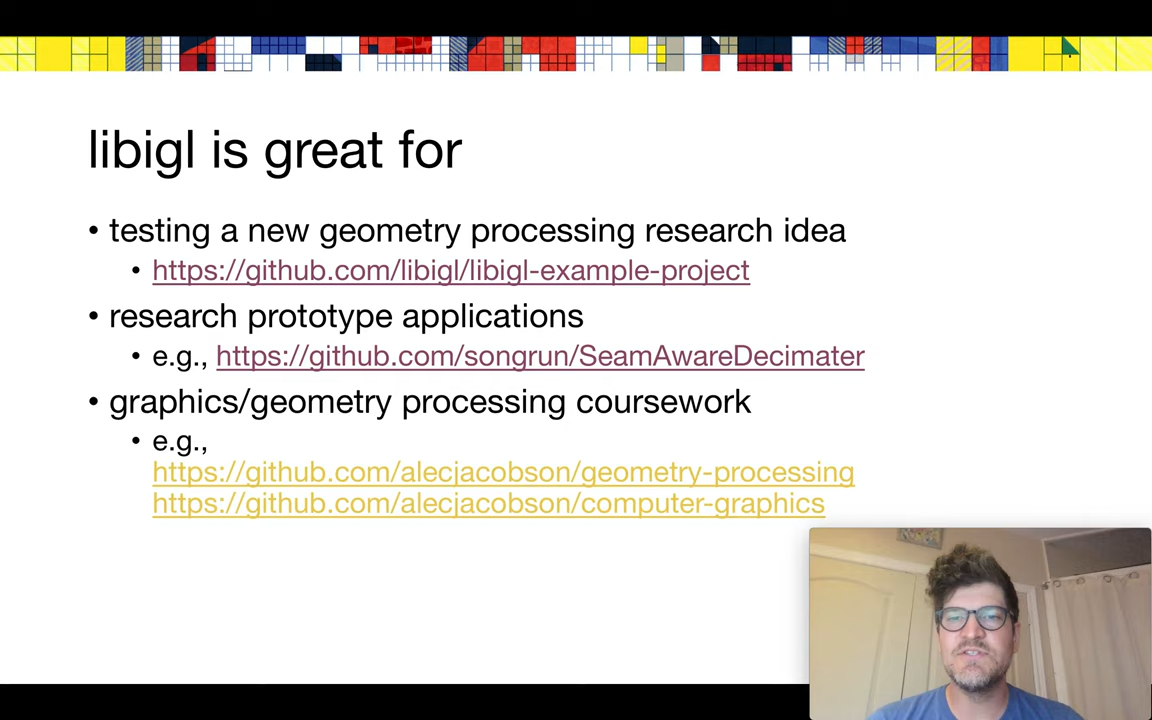 libigl is great for
• testing a new geometry processing research idea
• https://github.com/libigl/libigl-example-project
• research prototype applications
• e.g., https://github.com/songrun/SeamAwareDecimater
• graphics/geometry processing coursework
• e.g.,
https://github.com/alecjacobson/geometry-processing
https://github.com/alecjacobson/computer-graphics